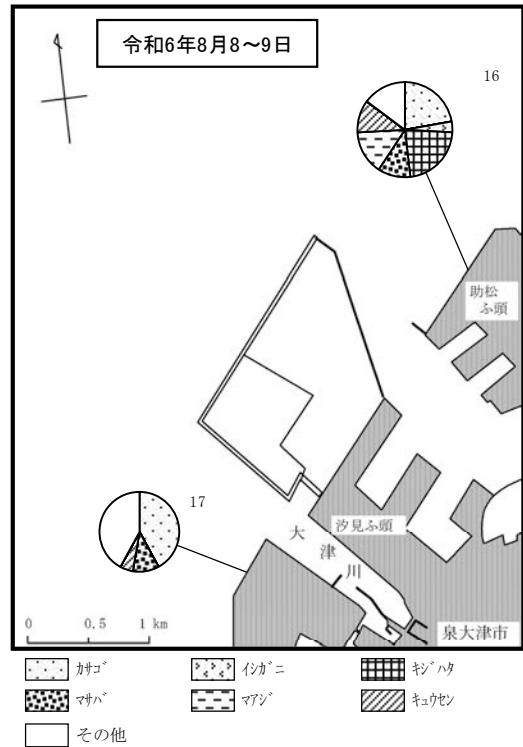 令和6年8月8～9日
16
助松
ふ頭
17
汐見ふ頭
大
津
川
0 0.5 1 km
泉大津市
ｶｻｺﾞ ｲｼｶﾞﾆ ｷｼﾞﾊﾀ
ﾏｻﾊﾞ ﾏｱｼﾞ ｷｭｳｾﾝ
その他